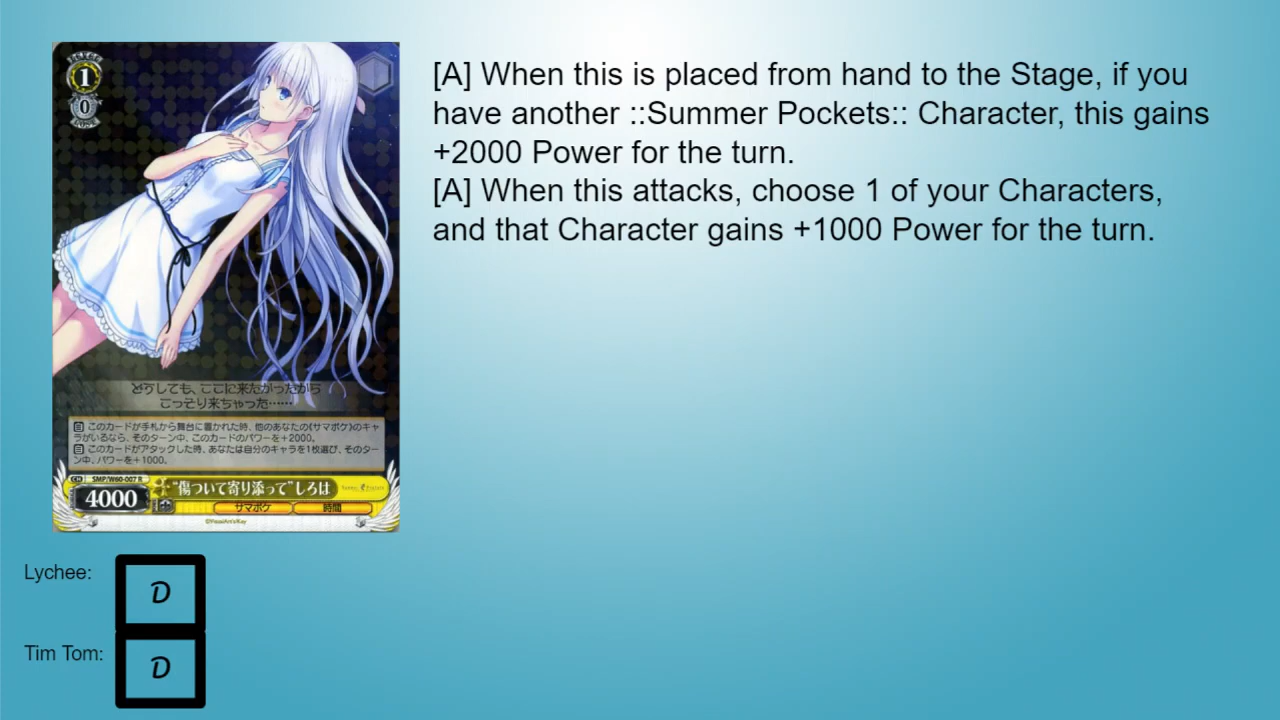 [A] When this is placed from hand to the Stage, if you
have another ::Summer Pockets:: Character, this gains
+2000 Power for the turn.
[A] When this attacks, choose 1 of your Characters,
and that Character gains +1000 Power for the turn.
1
0
どうしても、ここに来たかったから
こっそり来ちゃった……
このカードが手札から舞台に置かれた時、他のあなたの《サマポケ》のキャ
ラがいるなら、そのターン中、このカードのパワーを+2000。
このカードがアタックした時、あなたは自分のキャラを1枚選び、そのター
ン中、パワーを+1000。
CH SMP/W60-007 R
4000
“傷ついて寄り添って”しろは
サマポケ 時間
©VisualArt's/Key
Lychee: D
Tim Tom: D